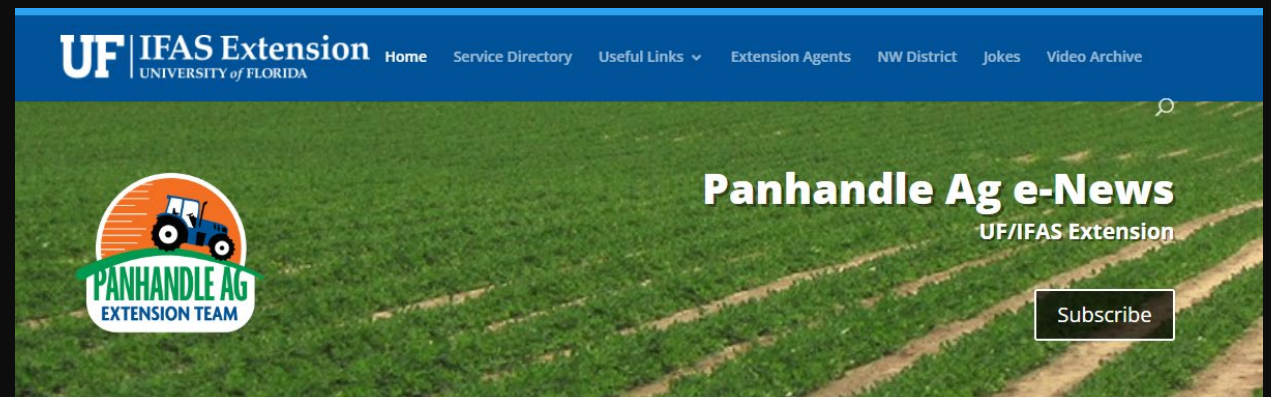 UF IFAS Extension
UNIVERSITY of FLORIDA
Home Service Directory Useful Links Extension Agents NW District Jokes Video Archive
Panhandle Ag e-News
UF/IFAS Extension
PANHANDLE AG
EXTENSION TEAM
Subscribe